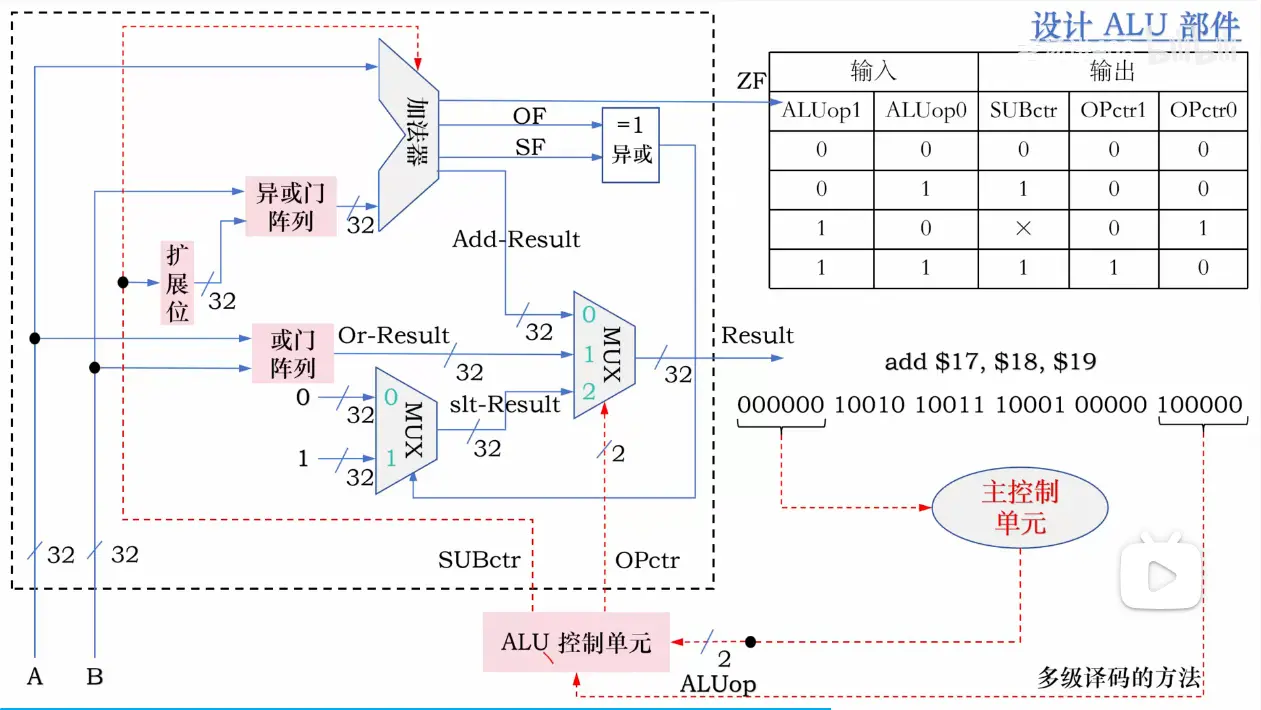 设计 ALU 部件
ZF
输入 输出
ALUop1 ALUop0 SUBctr OPctr1 OPctr0
0 0 0 0 0
0 1 1 0 0
1 0 × 0 1
1 1 1 1 0
加法器
OF
SF
=1
异或
异或门
阵列
32
扩展位
32
Add-Result
32
或门
阵列
Or-Result
32
0
32
1
32
0
1
MUX
slt-Result
32
0
1
2
MUX
2
Result
32
add $17, $18, $19
000000 10010 10011 10001 00000 100000
主控制
单元
32
32
SUBctr
OPctr
ALU 控制单元
2
ALUop
多级译码的方法
A
B